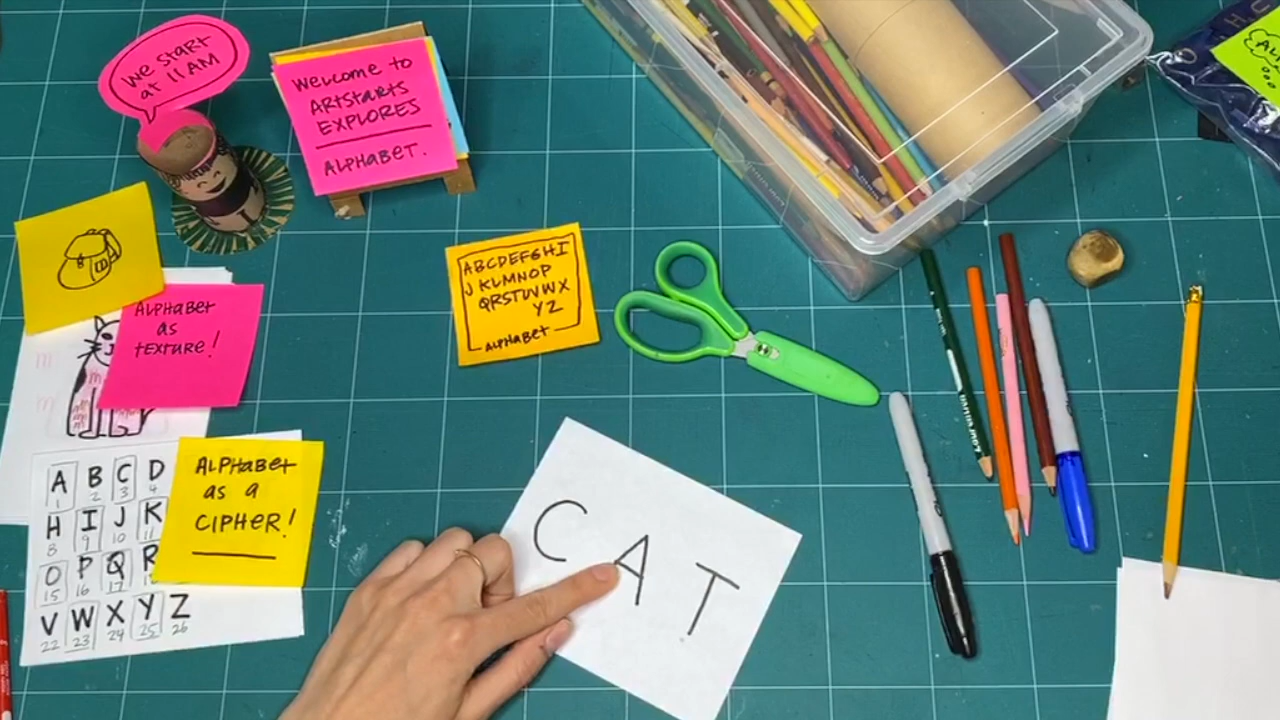 WE START
AT 11 AM
WELCOME TO
ARTSTARTS
EXPLORES
ALPHABET.
ABCDEFGHI
JKLMNOP
QRSTUVWX
YZ
ALPHABET
ALPHABET
as
TEXTURE!
ALPHABET
as a
CIPHER!
A B C D
1 2 3 4
H I J K
8 9 10 11
O P Q R
15 16 17
V W X Y Z
22 23 24 25 26
C A T